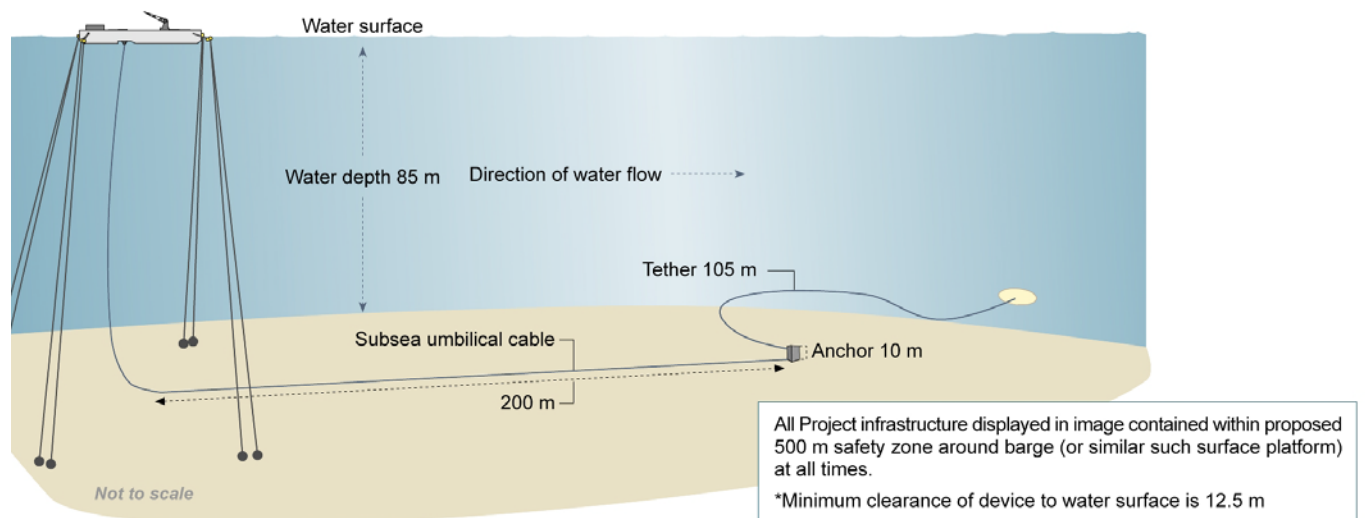 Water surface
Water depth 85 m
Direction of water flow
Tether 105 m
Subsea umbilical cable
Anchor 10 m
200 m
All Project infrastructure displayed in image contained within proposed
500 m safety zone around barge (or similar such surface platform)
at all times.
*Minimum clearance of device to water surface is 12.5 m
Not to scale